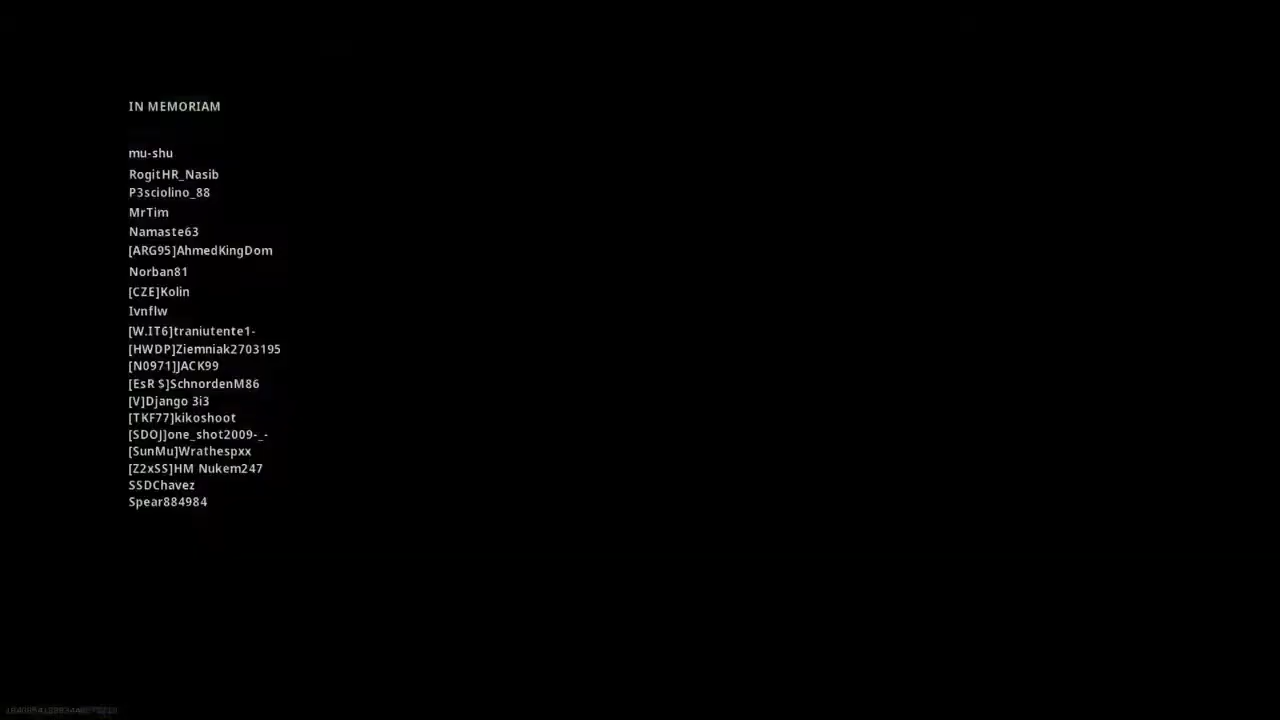 IN MEMORIAM
mu-shu
RogitHR_Nasib
P3sciolino_88
MrTim
Namaste63
[ARG95]AhmedKingDom
Norban81
[CZE]Kolin
Ivnflw
[W.IT6]traniutente1-
[HWDP]Ziemniak2703195
[N0971]JACK99
[EsR S]SchnordenM86
[V]Django 3i3
[TKF77]kikoshoot
[SDOJ]one_shot2009-_-
[SunMu]Wrathespxx
[Z2xSS]HM Nukem247
SSDChavez
Spear884984